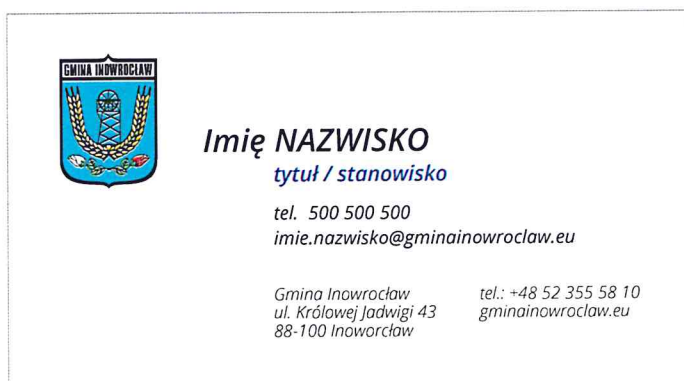 GMINA INOWROCŁAW
Imię NAZWISKO
tytuł / stanowisko
tel. 500 500 500
imie.nazwisko@gminainowroclaw.eu
Gmina Inowrocław
ul. Królowej Jadwigi 43
88-100 Inoworcław
tel.: +48 52 355 58 10
gminainowroclaw.eu